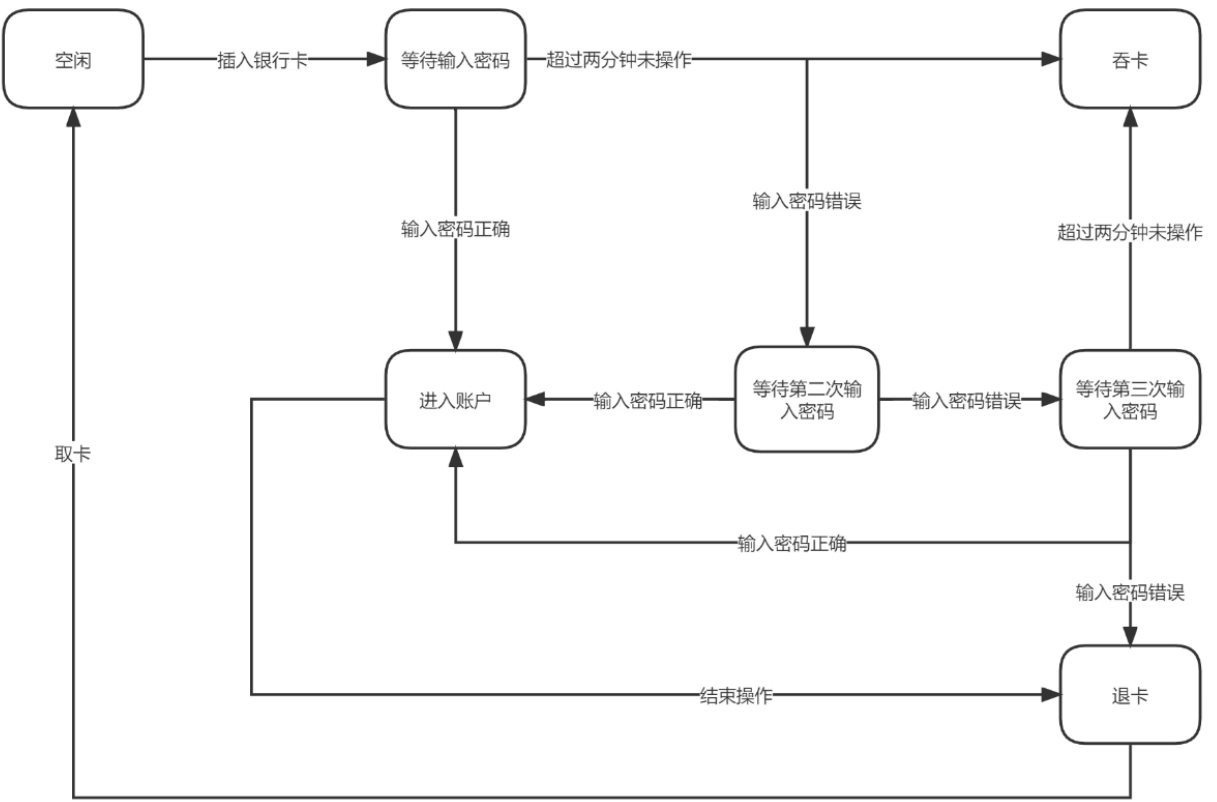 空闲
插入银行卡
等待输入密码
超过两分钟未操作
吞卡
输入密码错误
输入密码正确
超过两分钟未操作
进入账户
输入密码正确
等待第二次输
入密码
输入密码错误
等待第三次输
入密码
取卡
输入密码正确
输入密码错误
结束操作
退卡